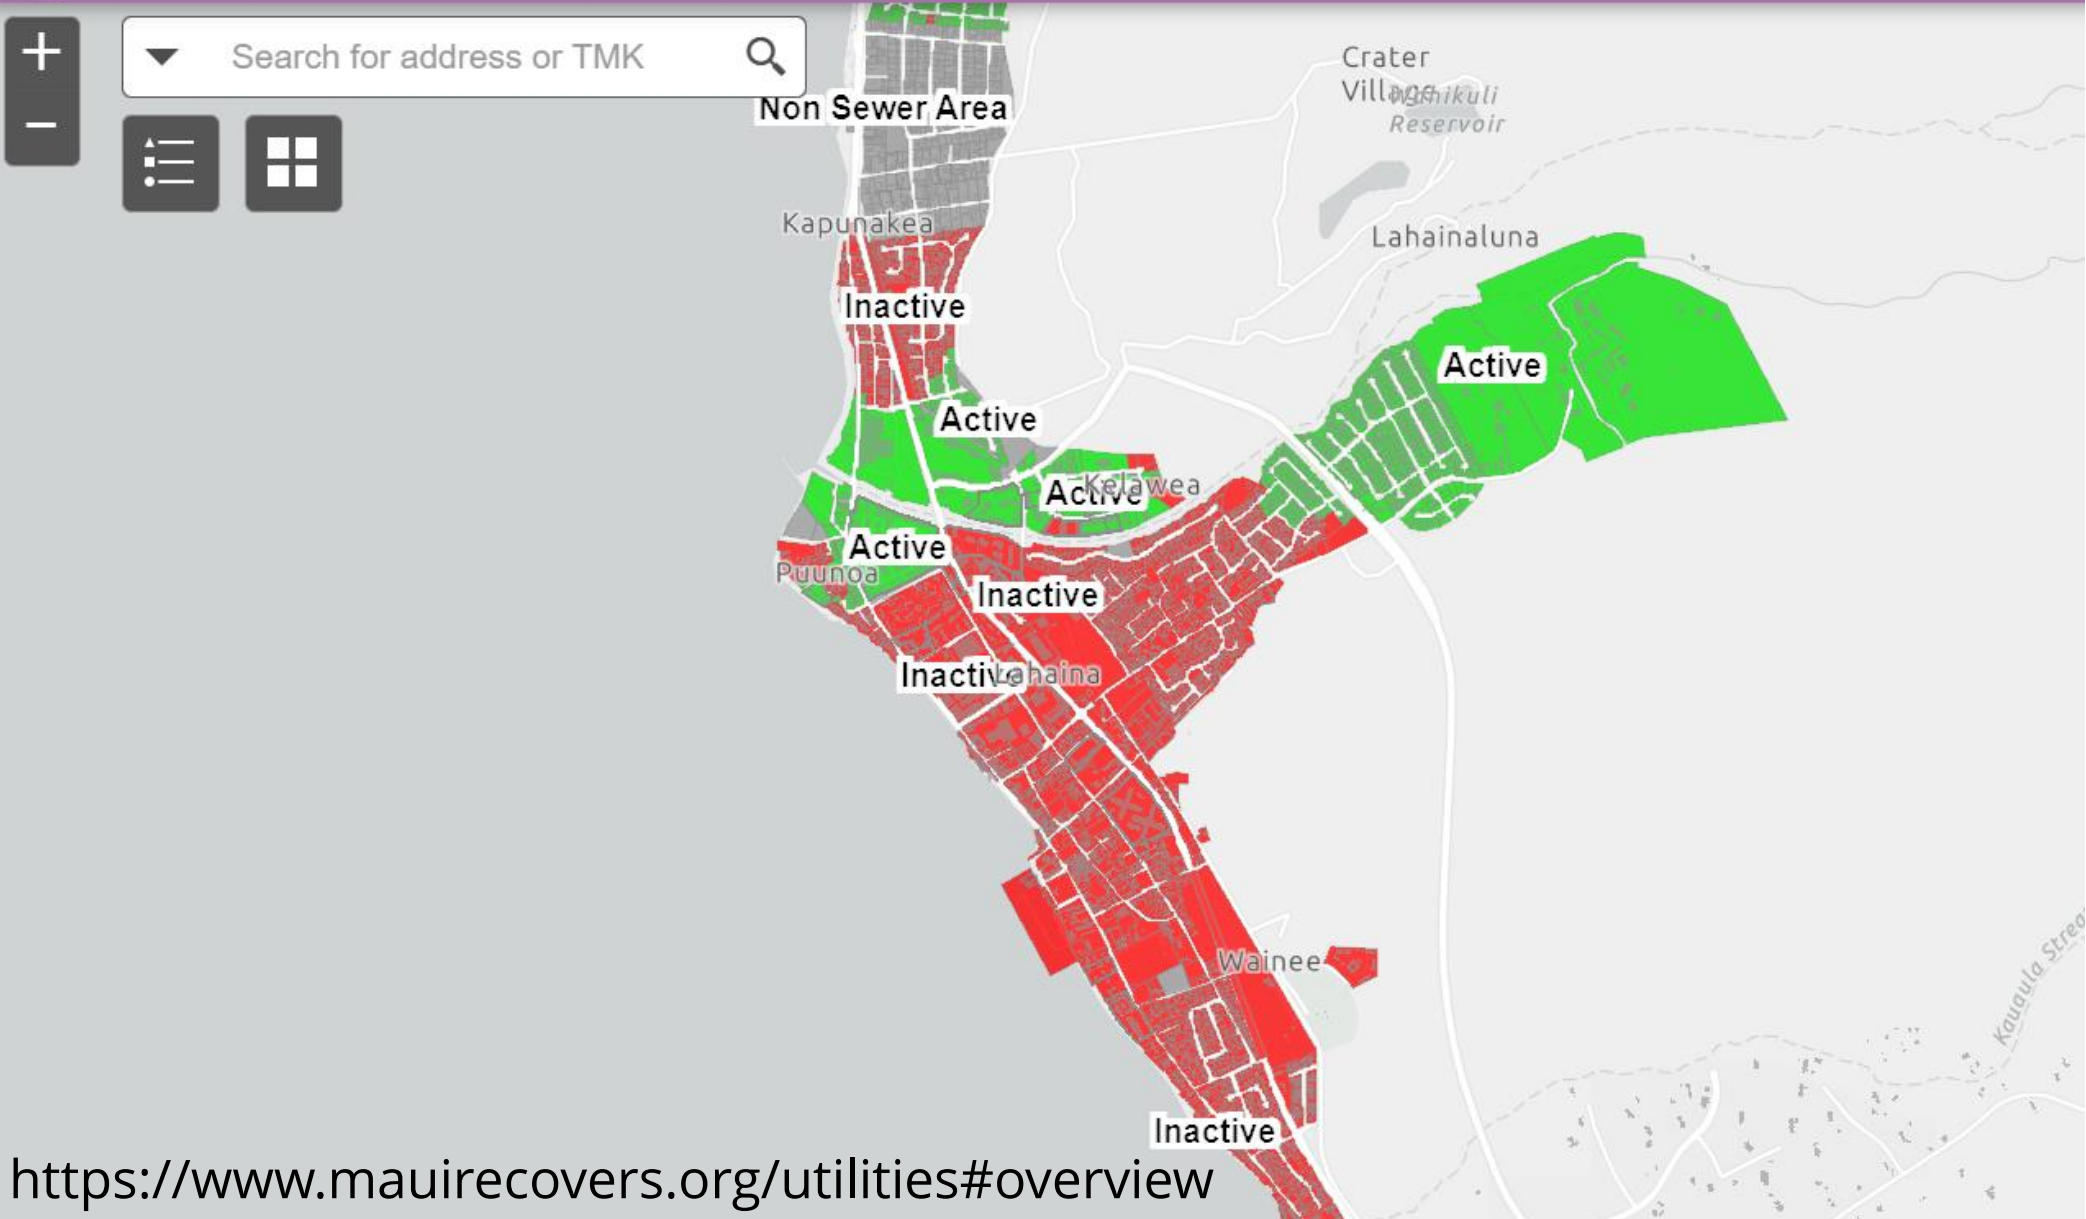 +
Search for address or TMK
−
Crater
Village
Wahikuli
Reservoir
Non Sewer Area
Kapunakea
Lahainaluna
Inactive
Active
Active
Active
Kelawea
Active
Puunoa
Inactive
Inactive
Lahaina
Wainee
Kauaula Strea
Inactive
https://www.mauirecovers.org/utilities#overview